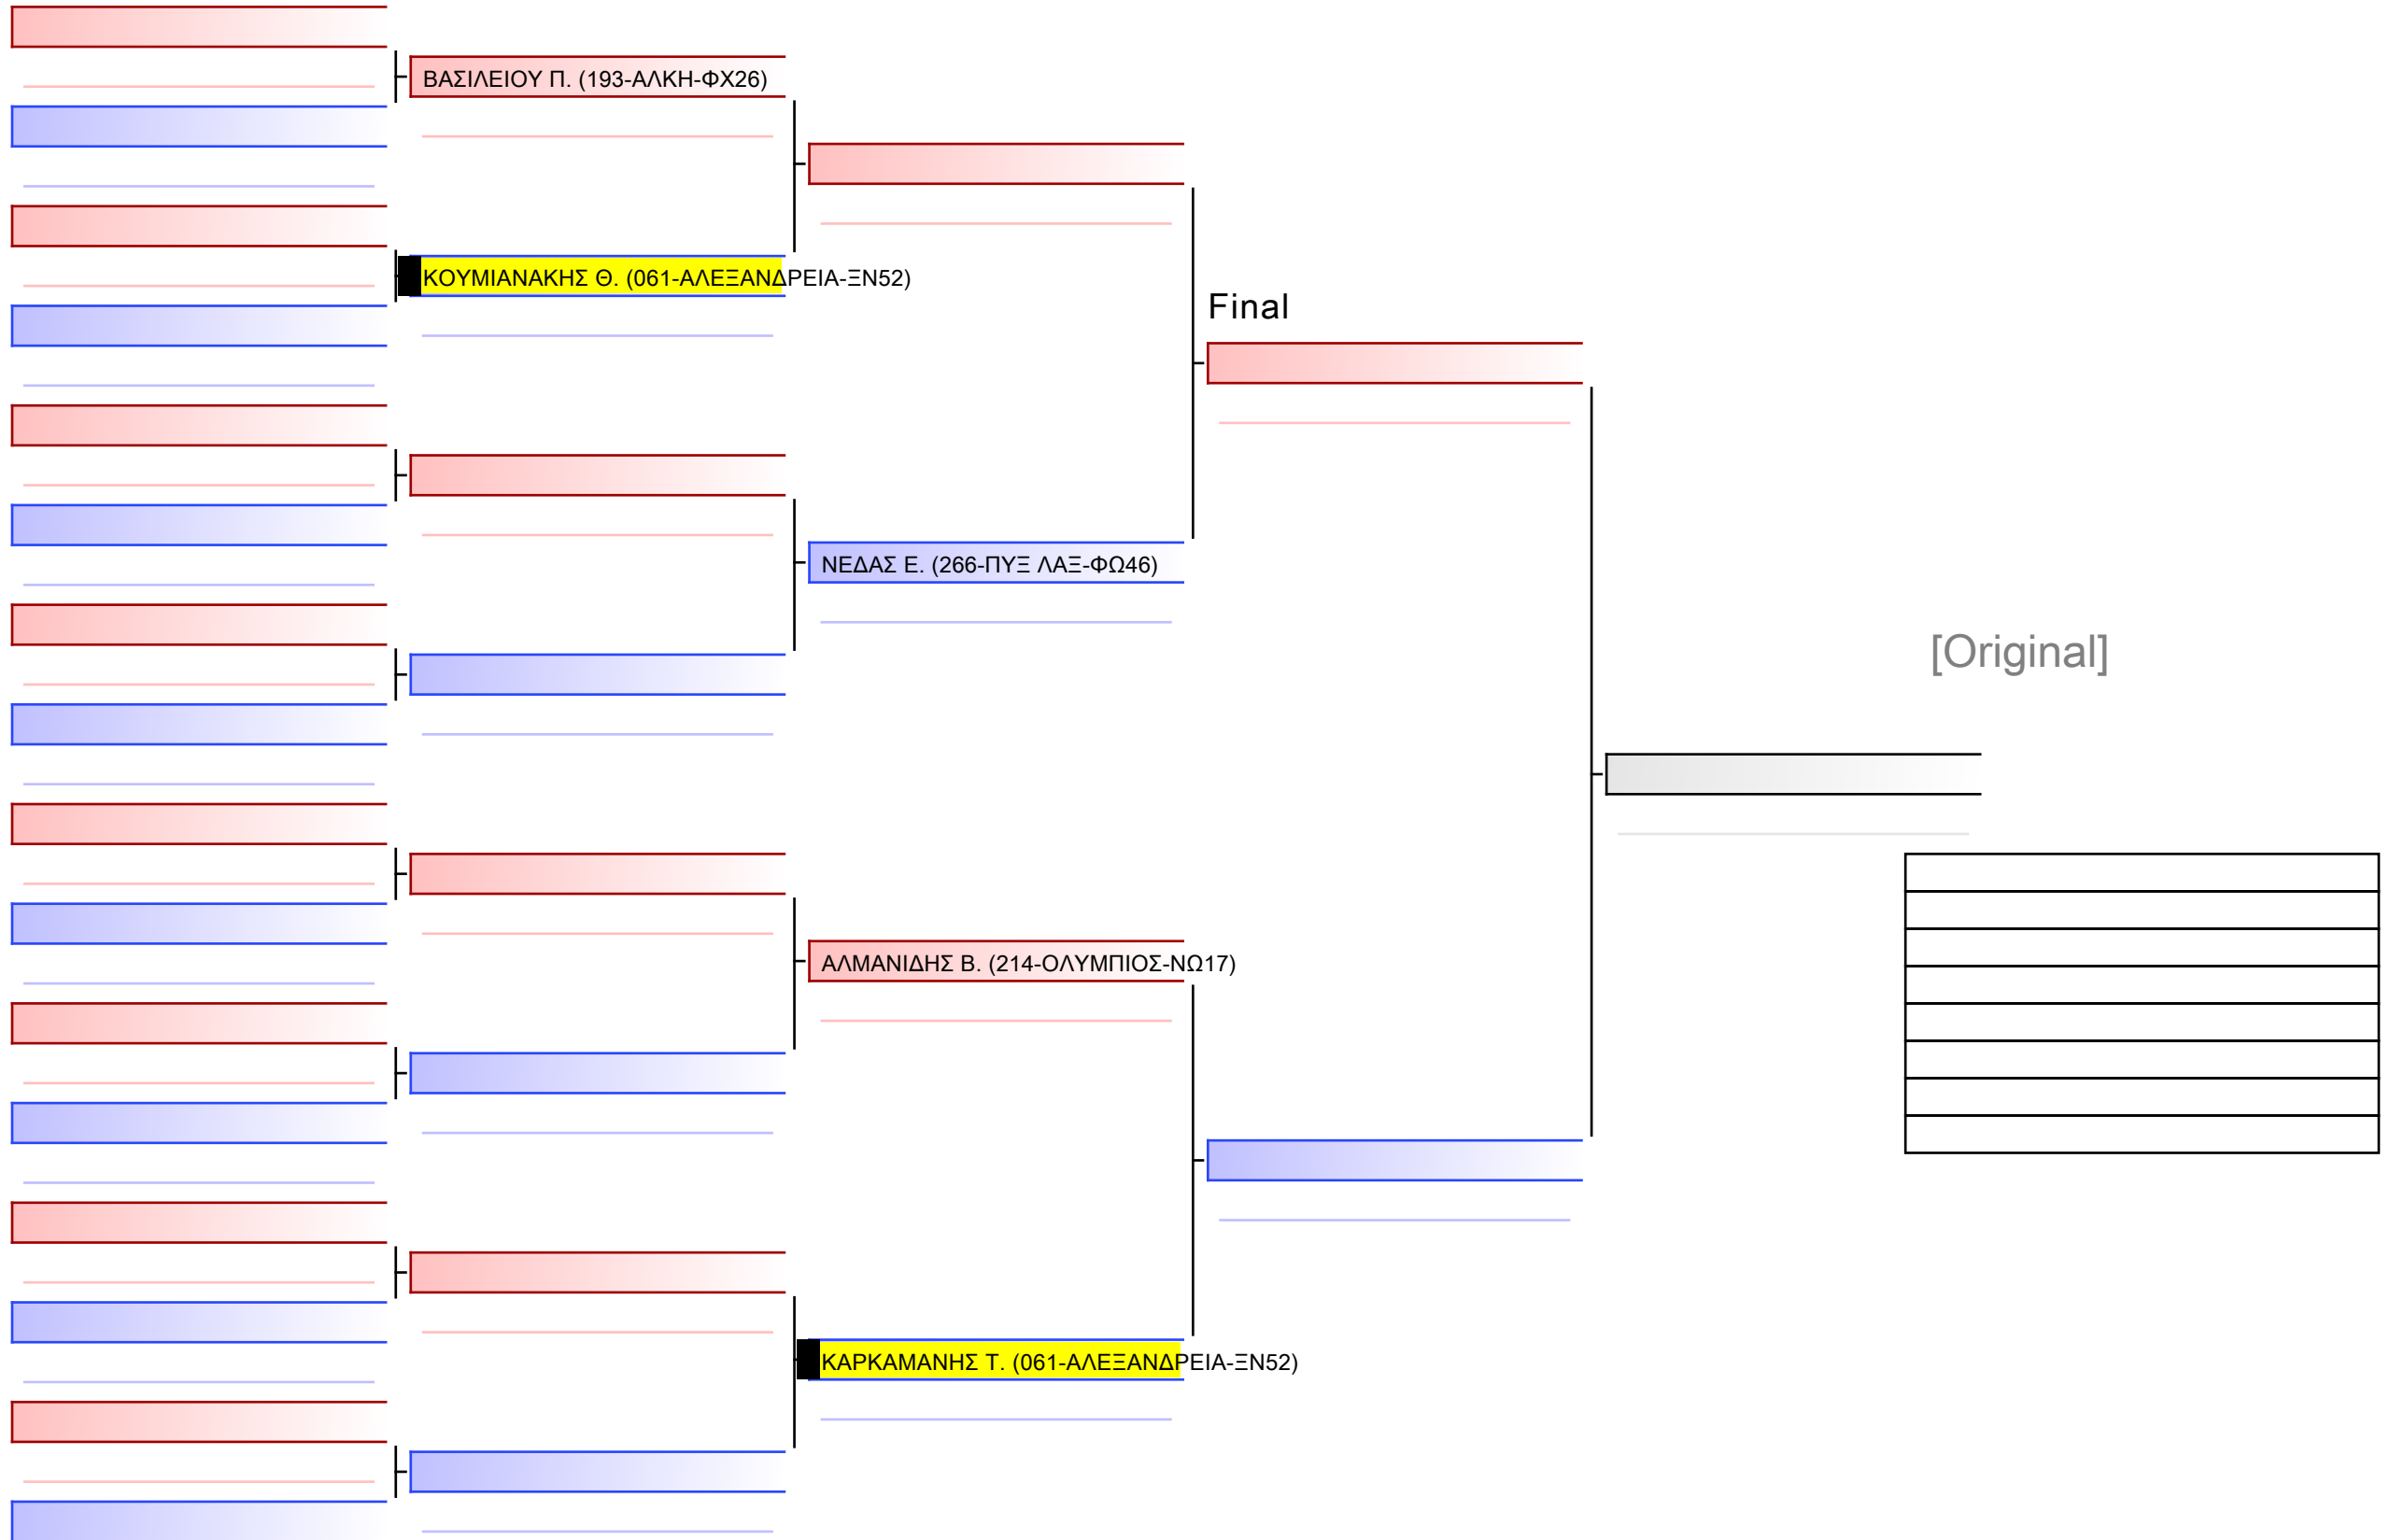 ΒΑΣΙΛΕΙΟΥ Π. (193-ΑΛΚΗ-ΦΧ26)
ΚΟΥΜΙΑΝΑΚΗΣ Θ. (061-ΑΛΕΞΑΝΔΡΕΙΑ-ΞΝ52)
Final
ΝΕΔΑΣ Ε. (266-ΠΥΞ ΛΑΞ-ΦΩ46)
[Original]
ΑΛΜΑΝΙΔΗΣ Β. (214-ΟΛΥΜΠΙΟΣ-ΝΩ17)
ΚΑΡΚΑΜΑΝΗΣ Τ. (061-ΑΛΕΞΑΝΔΡΕΙΑ-ΞΝ52)